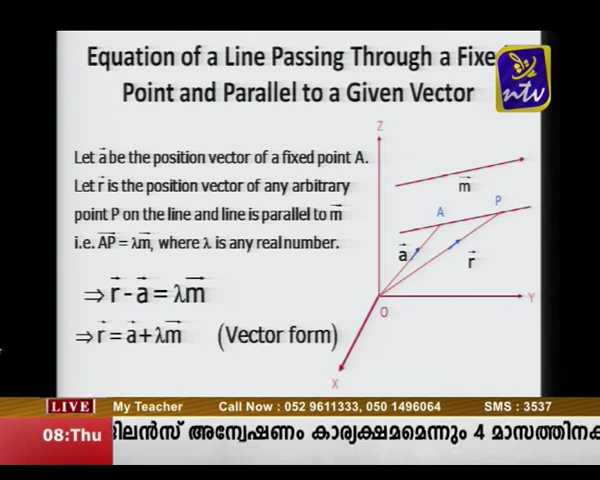 Equation of a Line Passing Through a Fixe
Point and Parallel to a Given Vector
ntv
Let a⃗ be the position vector of a fixed point A.
Let r⃗ is the position vector of any arbitrary
point P on the line and line is parallel to m⃗
i.e. A⃗P⃗ = λm⃗, where λ is any real number.
⇒ r⃗ - a⃗ = λm⃗
⇒ r⃗ = a⃗ + λm⃗ (Vector form)
Z
m⃗
A
P
a⃗
r⃗
O
Y
X
LIVE My Teacher Call Now : 052 9611333, 050 1496064 SMS : 3537
08:Thu ജിലൻസ് അന്വേഷണം കാര്യക്ഷമമെന്നും 4 മാസത്തിനക